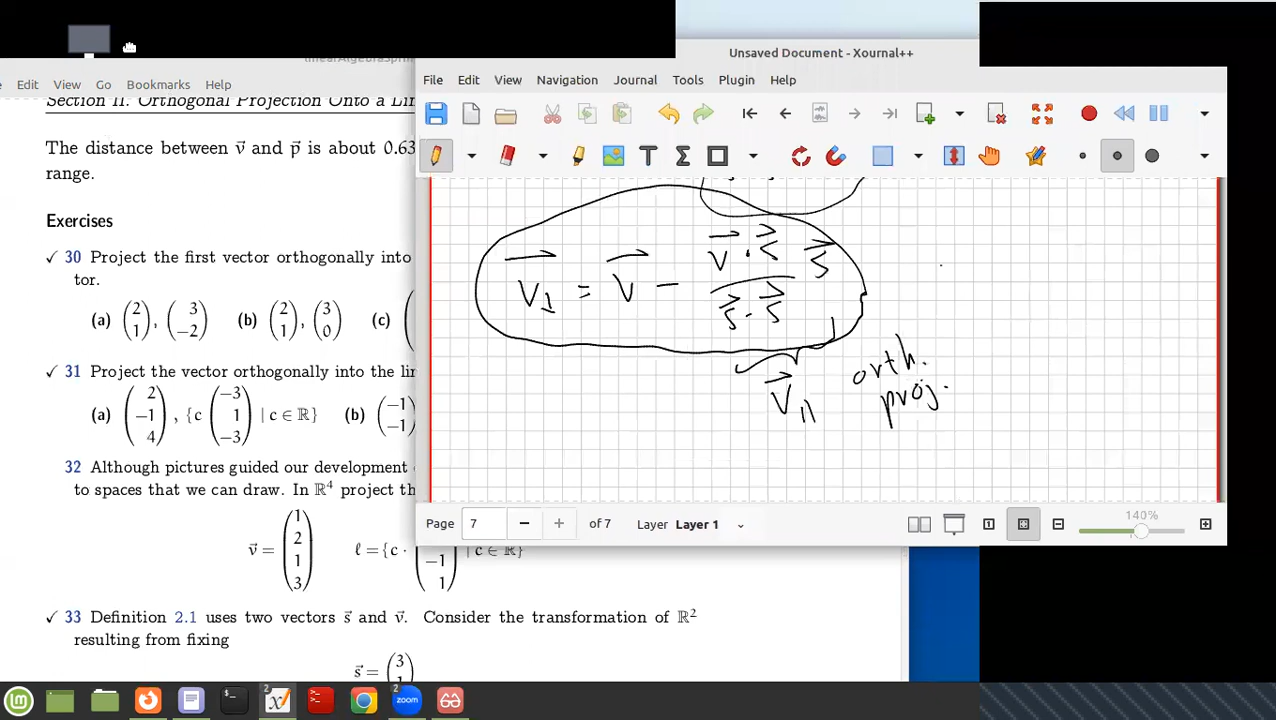 Unsaved Document - Xournal++
File Edit View Navigation Journal Tools Plugin Help
Edit View Go Bookmarks Help
Section II. Orthogonal Projection Onto a Li
The distance between v⃗ and p⃗ is about 0.63
range.
Exercises
✓ 30 Project the first vector orthogonally into
tor.
(a) (2 1), (3 −2) (b) (2 1), (3 0) (c)
✓ 31 Project the vector orthogonally into the li
(a) (2 −1 4), {c (−3 1 −3) | c ∈ ℝ} (b) (−1 −1)
32 Although pictures guided our development
to spaces that we can draw. In ℝ⁴ project th
v⃗ = (1 2 1 3) ℓ = {c · ( −1 1) | c ∈ ℝ}
✓ 33 Definition 2.1 uses two vectors s⃗ and v⃗. Consider the transformation of ℝ²
resulting from fixing
s⃗ = (3
v⃗⊥ = v⃗ − (v⃗ · s⃗)/(s⃗ · s⃗) s⃗
v⃗∥
orth.
proj.
Page 7 of 7 Layer Layer 1 140%
2 zoom 2